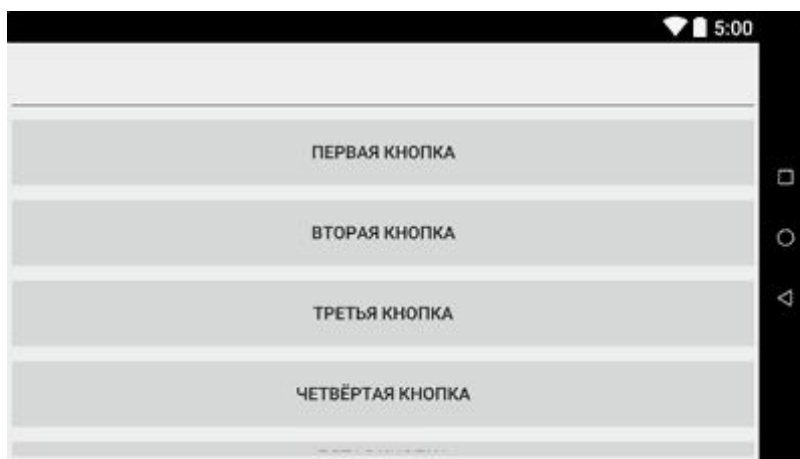 5:00
ПЕРВАЯ КНОПКА
ВТОРАЯ КНОПКА
ТРЕТЬЯ КНОПКА
ЧЕТВЁРТАЯ КНОПКА